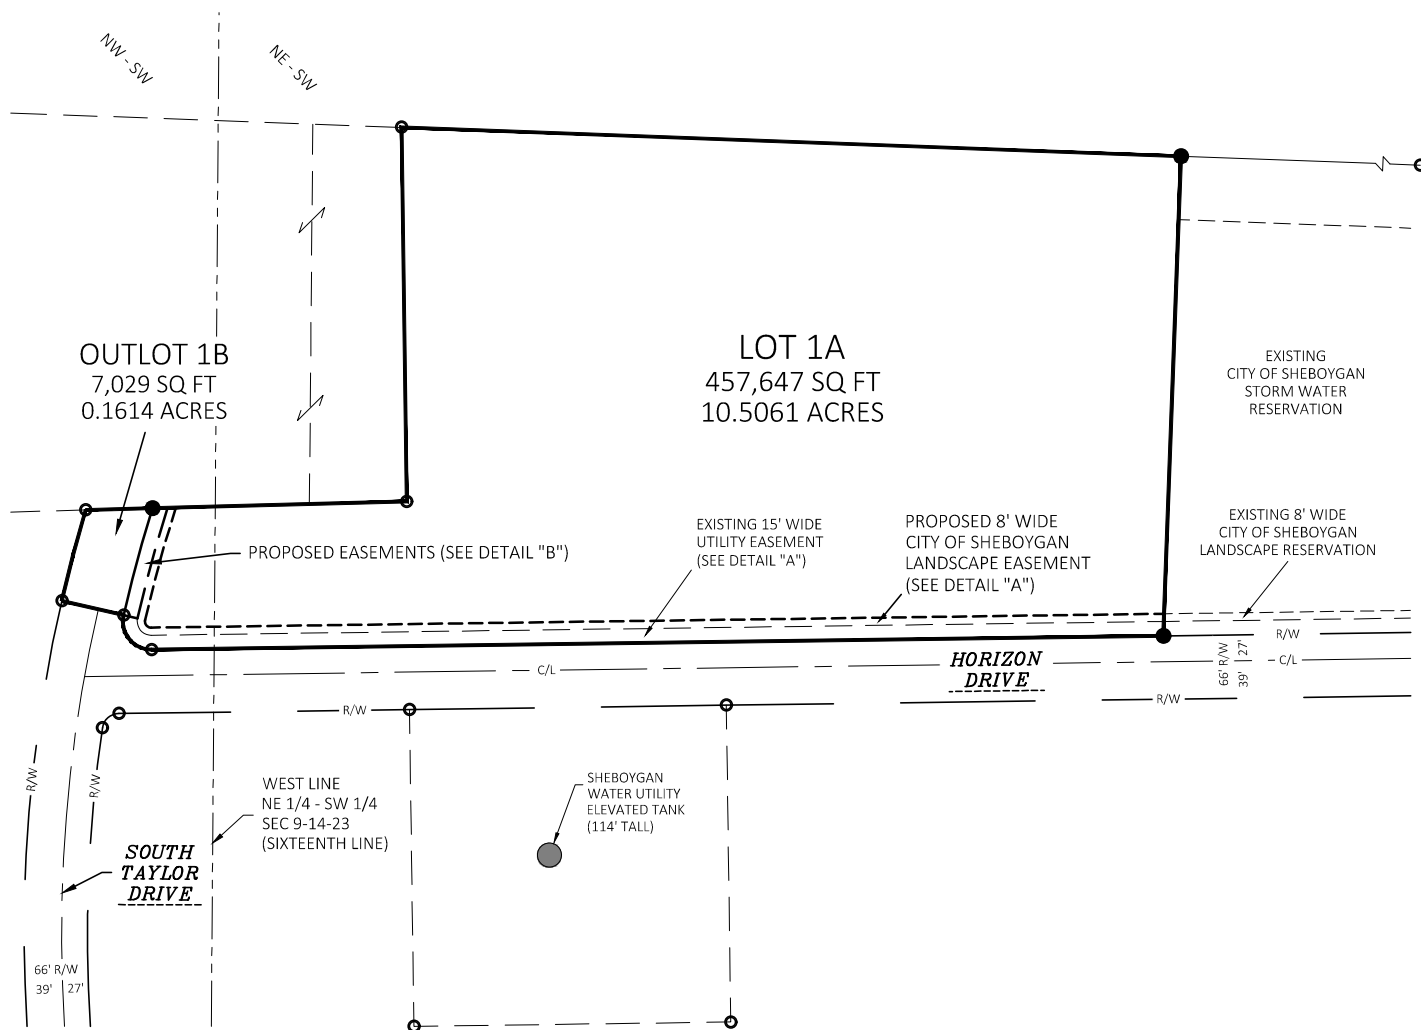 NW - SW
NE - SW
OUTLOT 1B
7,029 SQ FT
0.1614 ACRES
LOT 1A
457,647 SQ FT
10.5061 ACRES
EXISTING
CITY OF SHEBOYGAN
STORM WATER
RESERVATION
PROPOSED EASEMENTS (SEE DETAIL "B")
EXISTING 15' WIDE
UTILITY EASEMENT
(SEE DETAIL "A")
PROPOSED 8' WIDE
CITY OF SHEBOYGAN
LANDSCAPE EASEMENT
(SEE DETAIL "A")
EXISTING 8' WIDE
CITY OF SHEBOYGAN
LANDSCAPE RESERVATION
R/W
C/L
HORIZON
DRIVE
66' R/W
39' 27'
C/L
R/W
R/W
R/W
R/W
WEST LINE
NE 1/4 - SW 1/4
SEC 9-14-23
(SIXTEENTH LINE)
SHEBOYGAN
WATER UTILITY
ELEVATED TANK
(114' TALL)
SOUTH
TAYLOR
DRIVE
66' R/W
39' 27'